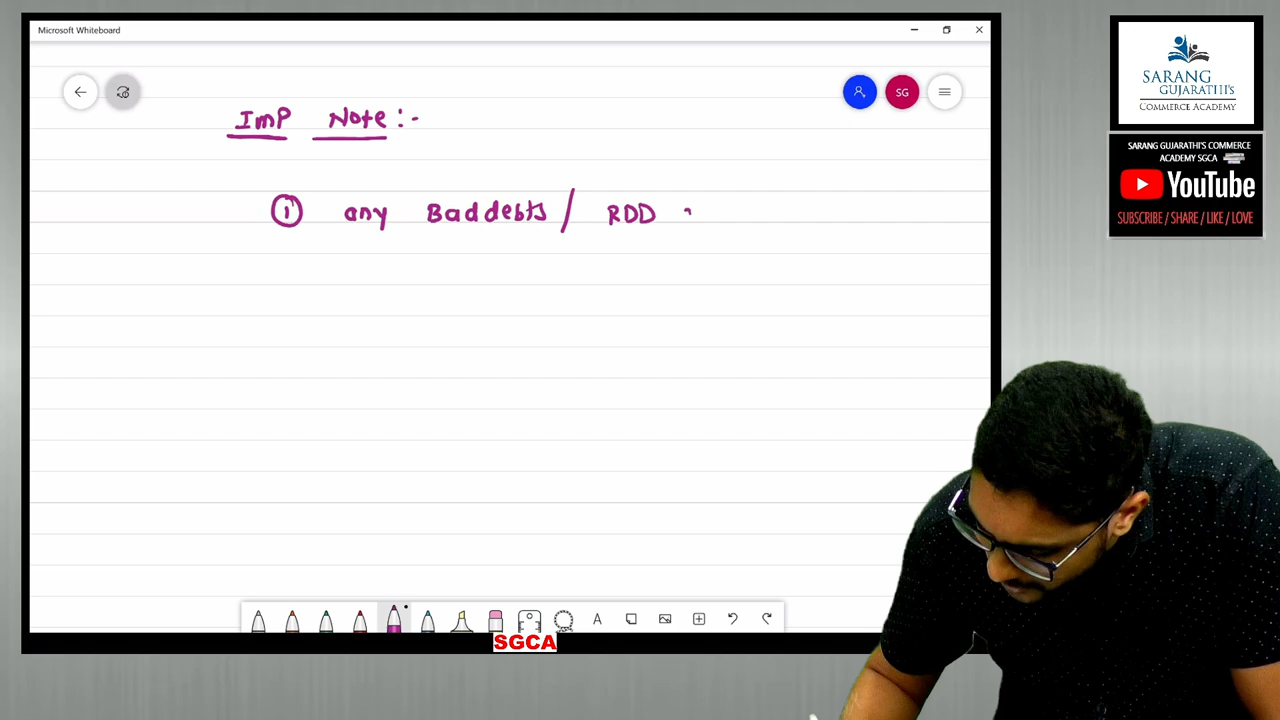 Microsoft Whiteboard
SG
ImP Note :-
① any Baddebts / RDD
A
SGCA
SARANG
GUJARATHI'S
COMMERCE ACADEMY
SARANG GUJARATHI'S COMMERCE
ACADEMY SGCA
YouTube
SUBSCRIBE / SHARE / LIKE / LOVE